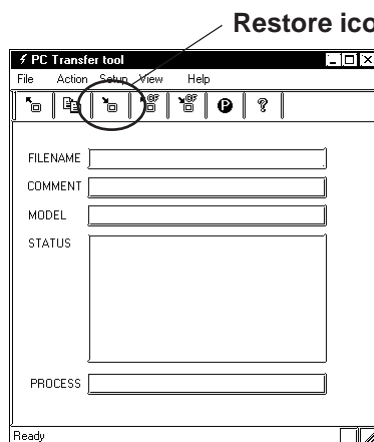 Restore ico
PC Transfer tool
File Action Setup View Help
FILENAME
COMMENT
MODEL
STATUS
PROCESS
Ready